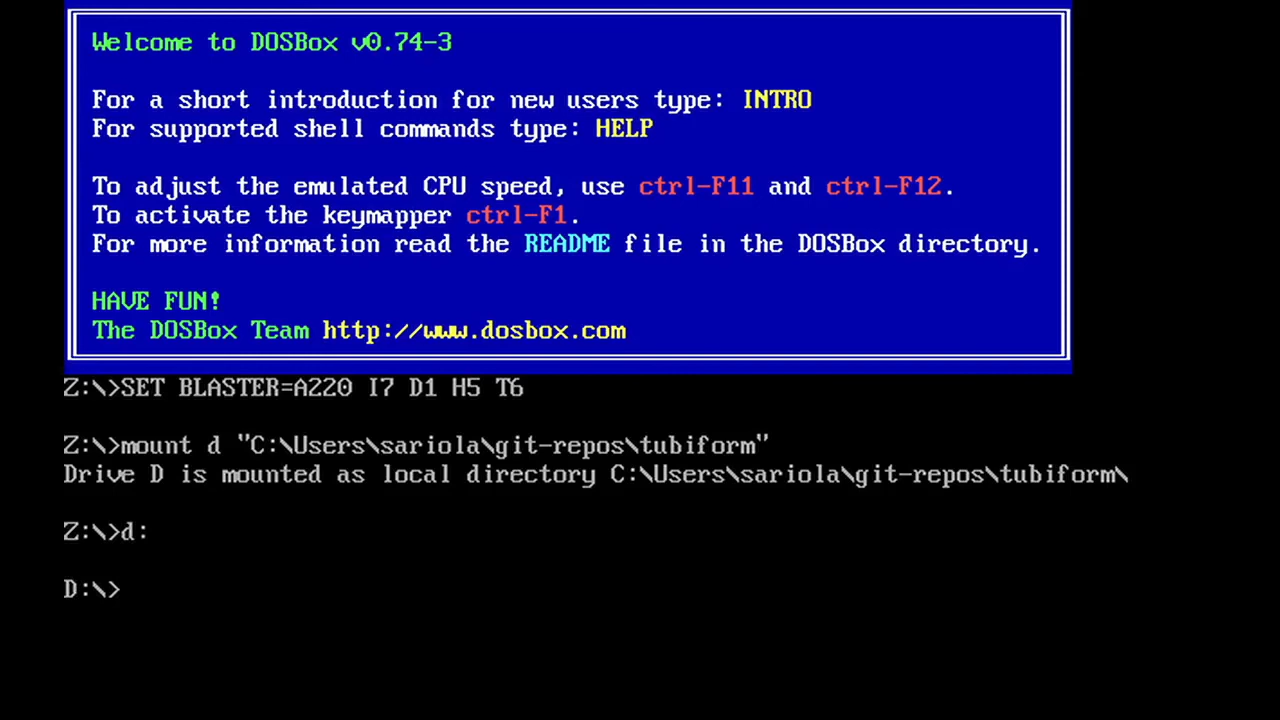 Welcome to DOSBox v0.74-3
For a short introduction for new users type: INTRO
For supported shell commands type: HELP
To adjust the emulated CPU speed, use ctrl-F11 and ctrl-F12.
To activate the keymapper ctrl-F1.
For more information read the README file in the DOSBox directory.
HAVE FUN!
The DOSBox Team http://www.dosbox.com
Z:\>SET BLASTER=A220 I7 D1 H5 T6
Z:\>mount d "C:\Users\sariola\git-repos\tubiform"
Drive D is mounted as local directory C:\Users\sariola\git-repos\tubiform\
Z:\>d:
D:\>